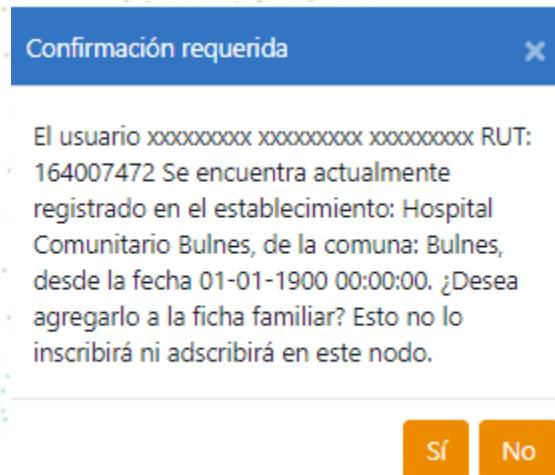 Confirmación requerida
×
El usuario xxxxxxxxx xxxxxxxxx xxxxxxxxx RUT:
164007472 Se encuentra actualmente
registrado en el establecimiento: Hospital
Comunitario Bulnes, de la comuna: Bulnes,
desde la fecha 01-01-1900 00:00:00. ¿Desea
agregarlo a la ficha familiar? Esto no lo
inscribirá ni adscribirá en este nodo.
Sí No